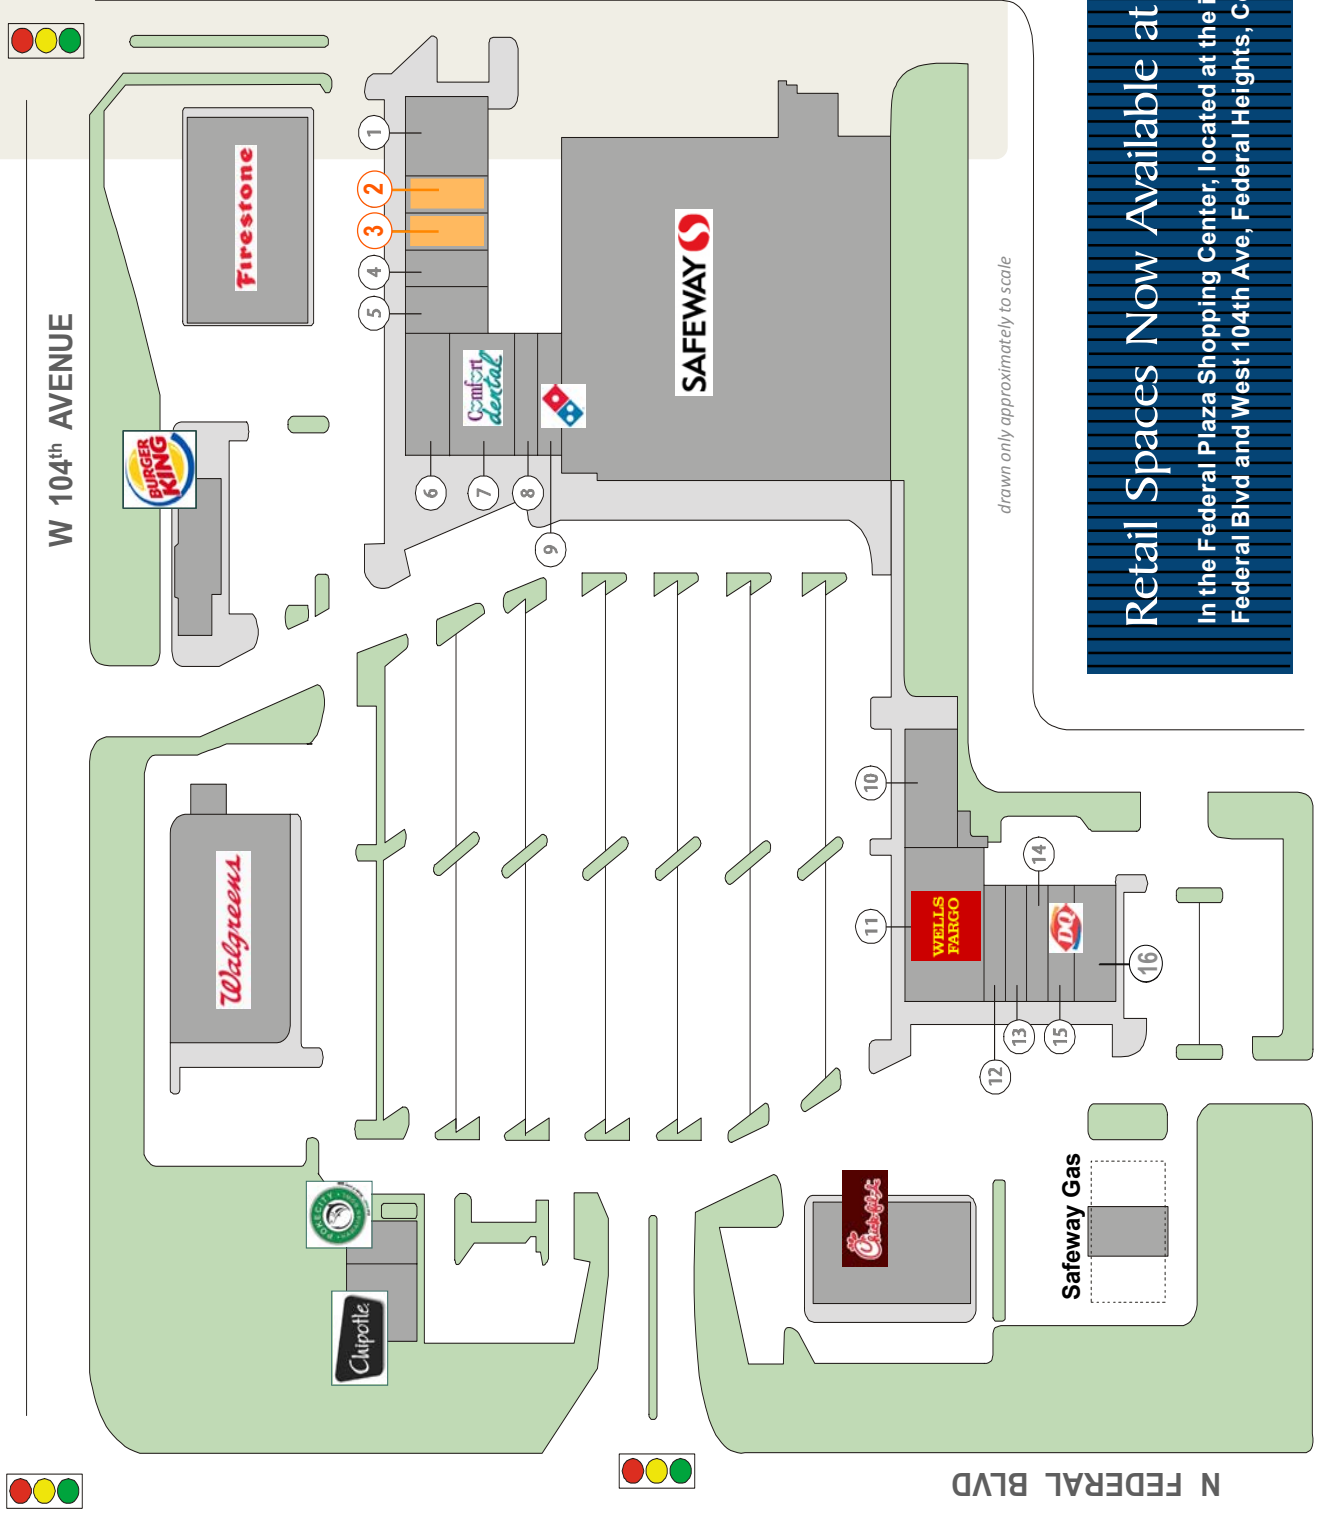 W 104th AVENUE
Firestone
BURGER
KING
Walgreens
POKECITY
Chipotle
1
2
3
4
5
6
7
8
9
Comfort
dental
SAFEWAY
10
11
12
13
14
15
16
WELLS
FARGO
DQ
Chick-fil-A
Safeway Gas
N FEDERAL BLVD
drawn only approximately to scale
Retail Spaces Now Available at
In the Federal Plaza Shopping Center, located at the i
Federal Blvd and West 104th Ave, Federal Heights, C